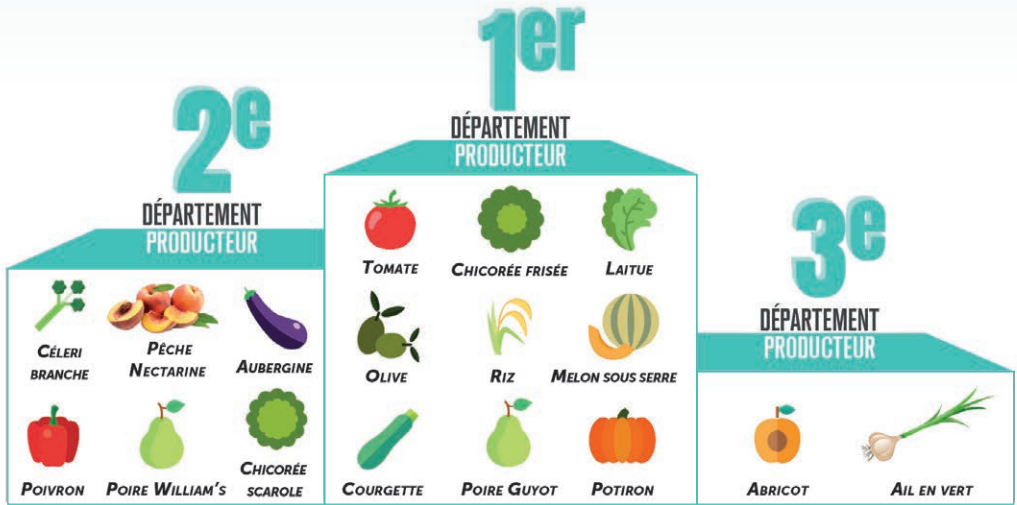 1er
DÉPARTEMENT
PRODUCTEUR
TOMATE
CHICORÉE FRISÉE
LAITUE
OLIVE
RIZ
MELON SOUS SERRE
COURGETTE
POIRE GUYOT
POTIRON
2e
DÉPARTEMENT
PRODUCTEUR
CÉLERI
BRANCHE
PÊCHE
NECTARINE
AUBERGINE
POIVRON
POIRE WILLIAM'S
CHICORÉE
SCAROLE
3e
DÉPARTEMENT
PRODUCTEUR
ABRICOT
AIL EN VERT